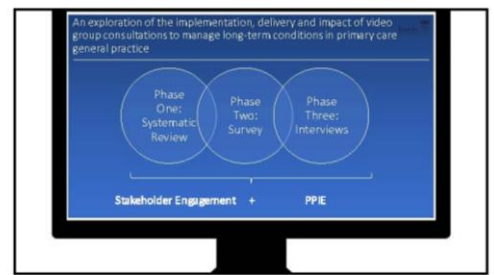 An exploration of the implementation, delivery and impact of video
group consultations to manage long-term conditions in primary care
general practice
Phase
One:
Systematic
Review
Phase
Two:
Survey
Phase
Three:
Interviews
Stakeholder Engagement + PPIE